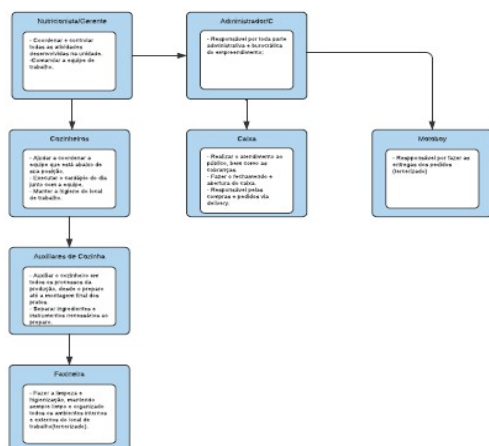 Nutricionista/Gerente
- Coordenar e controlar
todas as atividades
desenvolvidas na unidade.
-Comandar a equipe de
trabalho.
Administrador/C
- Responsável por toda parte
administrativa e burocrática
do empreendimento;
Cozinheiros
- Ajudar a coordenar a
equipe que está abaixo de
sua posição.
- Executar o cardápio do dia
junto com a equipe.
- Manter a higiene do local
de trabalho.
Caixa
- Realizar o atendimento ao
público, bem como as
cobranças.
- Fazer o fechamento e
abertura do caixa.
- Responsável pelas
compras e pedidos via
delivery.
Motoboy
- Responsável por fazer as
entregas dos pedidos
(terceirizado)
Auxiliares de Cozinha
- Auxiliar o cozinheiro em
todos os processos da
produção, desde o preparo
até a montagem final dos
pratos.
- Separar ingredientes e
instrumentos necessários ao
preparo.
Faxineira
- Fazer a limpeza e
higienização, mantendo
sempre limpo e organizado
todos os ambientes internos
e externos do local de
trabalho(terceirizado).